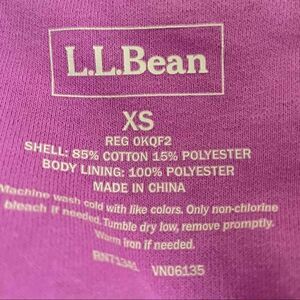 L.L.Bean
XS
REG 0KQF2
SHELL: 85% COTTON 15% POLYESTER
BODY LINING: 100% POLYESTER
MADE IN CHINA
Machine wash cold with like colors. Only non-chlorine
bleach if needed. Tumble dry low, remove promptly.
Warm iron if needed.
RN71341 VN06135